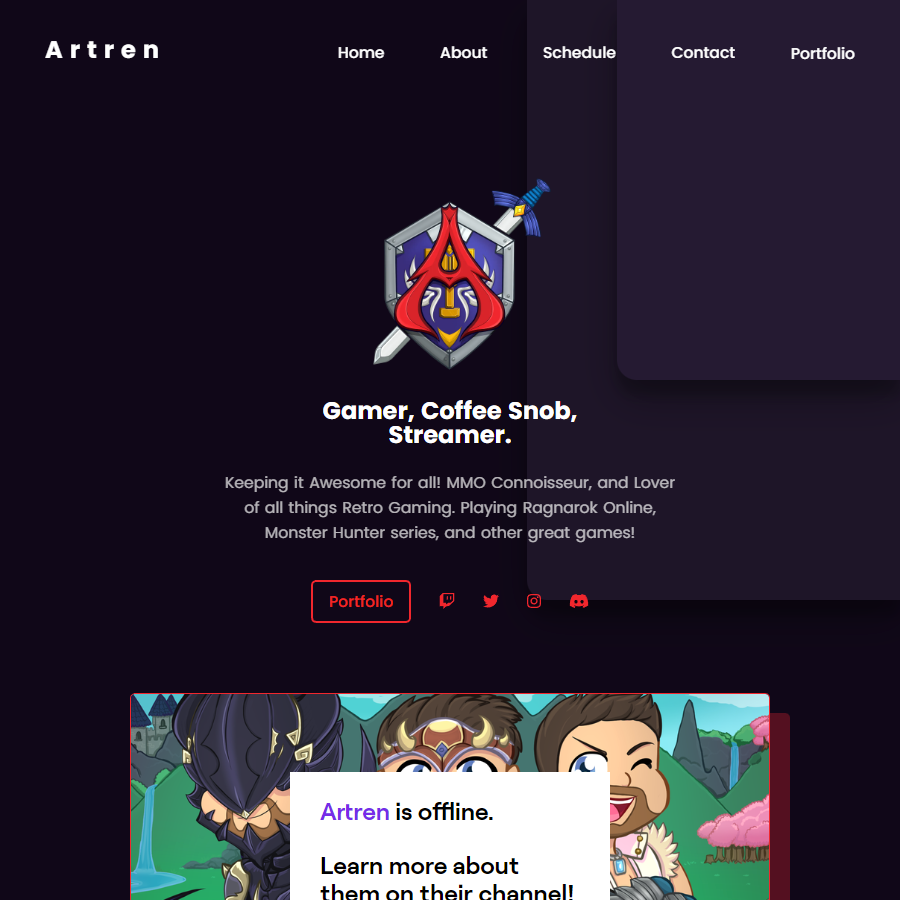 Artren
Home About Schedule Contact Portfolio
Gamer, Coffee Snob,
Streamer.
Keeping it Awesome for all! MMO Connoisseur, and Lover
of all things Retro Gaming. Playing Ragnarok Online,
Monster Hunter series, and other great games!
Portfolio
Artren is offline.
Learn more about
them on their channel!